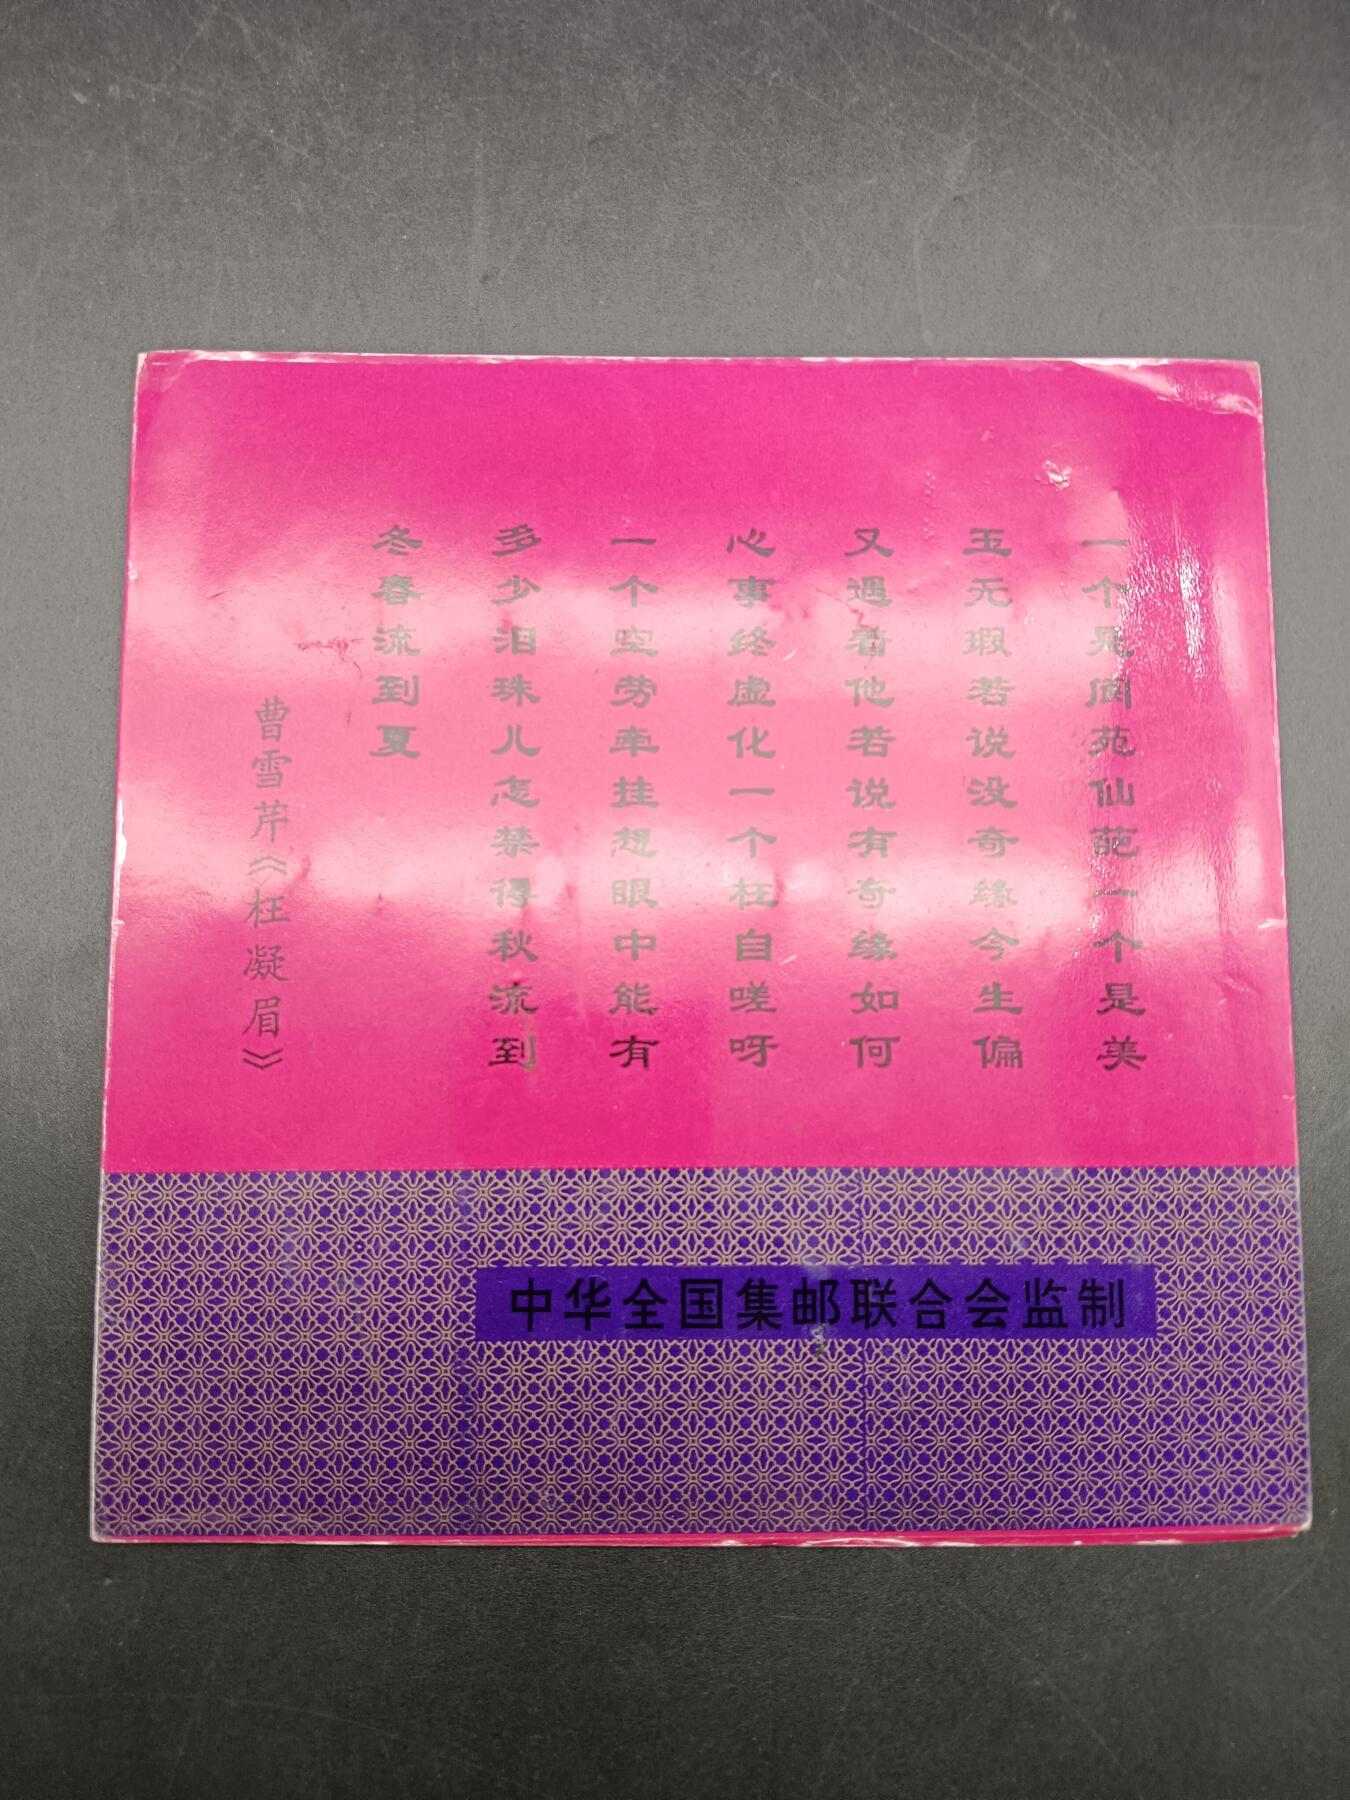 一个是阆苑仙葩一个是美
玉无瑕若说没奇缘今生偏
又遇着他若说有奇缘如何
心事终虚化一个枉自嗟呀
一个空劳牵挂想眼中能有
多少泪珠儿怎禁得秋流到
冬春流到夏
曹雪芹《枉凝眉》
中华全国集邮联合会监制